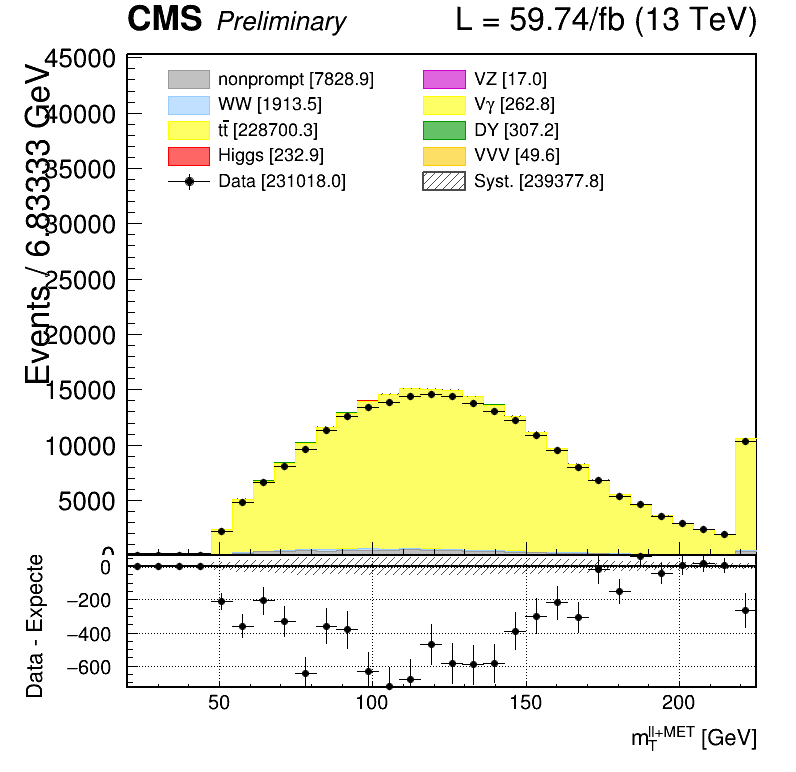 CMS Preliminary L = 59.74/fb (13 TeV)
Events / 6.83333 GeV
45000
40000
35000
30000
25000
20000
15000
10000
5000
0
nonprompt [7828.9]
WW [1913.5]
tt̄ [228700.3]
Higgs [232.9]
Data [231018.0]
VZ [17.0]
Vγ [262.8]
DY [307.2]
VVV [49.6]
Syst. [239377.8]
Data - Expecte
0
−200
−400
−600
50 100 150 200
m_T^{ll+MET} [GeV]